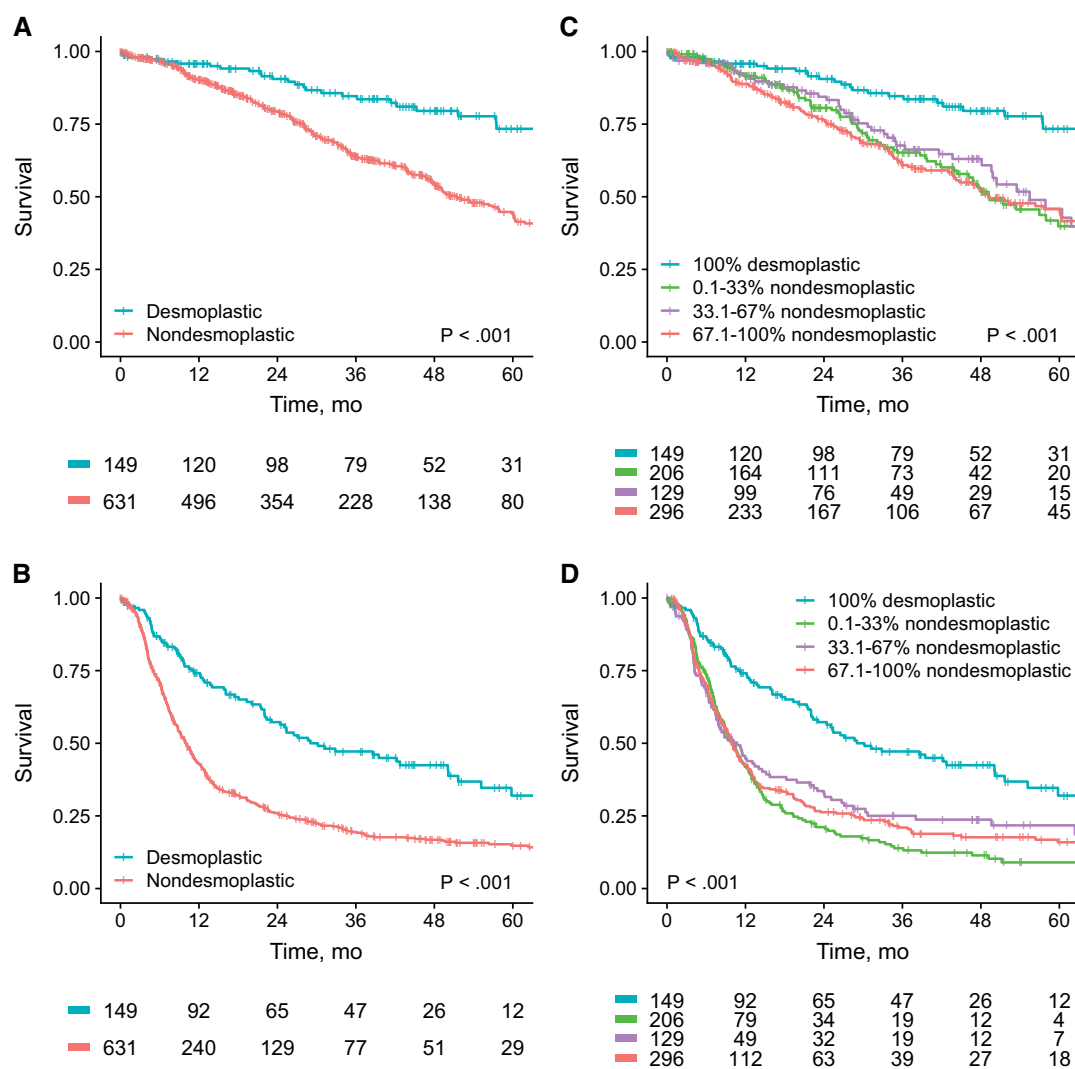 A
1.00
0.75
0.50
0.25
0.00
Survival
Desmoplastic
Nondesmoplastic
P < .001
0 12 24 36 48 60
Time, mo
149 120 98 79 52 31
631 496 354 228 138 80
C
1.00
0.75
0.50
0.25
0.00
Survival
100% desmoplastic
0.1-33% nondesmoplastic
33.1-67% nondesmoplastic
67.1-100% nondesmoplastic
P < .001
0 12 24 36 48 60
Time, mo
149 120 98 79 52 31
206 164 111 73 42 20
129 99 76 49 29 15
296 233 167 106 67 45
B
1.00
0.75
0.50
0.25
0.00
Survival
Desmoplastic
Nondesmoplastic
P < .001
0 12 24 36 48 60
Time, mo
149 92 65 47 26 12
631 240 129 77 51 29
D
1.00
0.75
0.50
0.25
0.00
Survival
100% desmoplastic
0.1-33% nondesmoplastic
33.1-67% nondesmoplastic
67.1-100% nondesmoplastic
P < .001
0 12 24 36 48 60
Time, mo
149 92 65 47 26 12
206 79 34 19 12 4
129 49 32 19 12 7
296 112 63 39 27 18